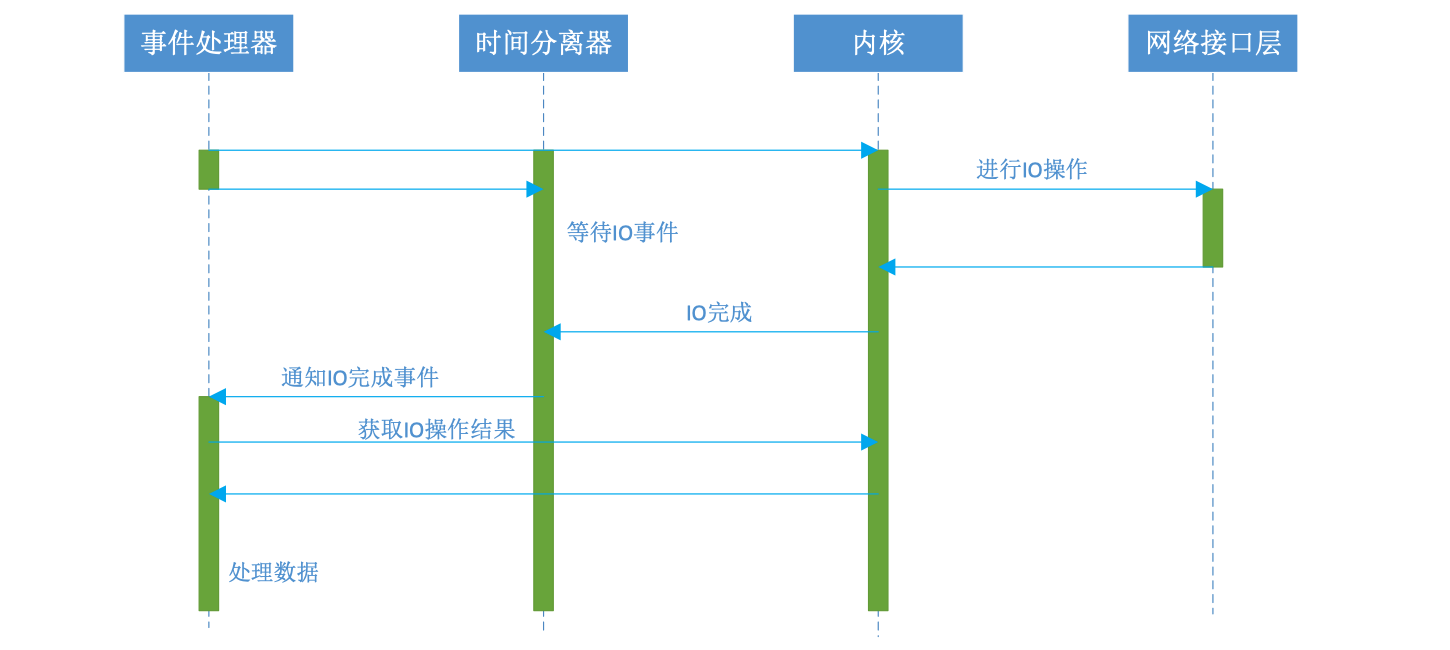 事件处理器
时间分离器
内核
网络接口层
进行IO操作
等待IO事件
IO完成
通知IO完成事件
获取IO操作结果
处理数据